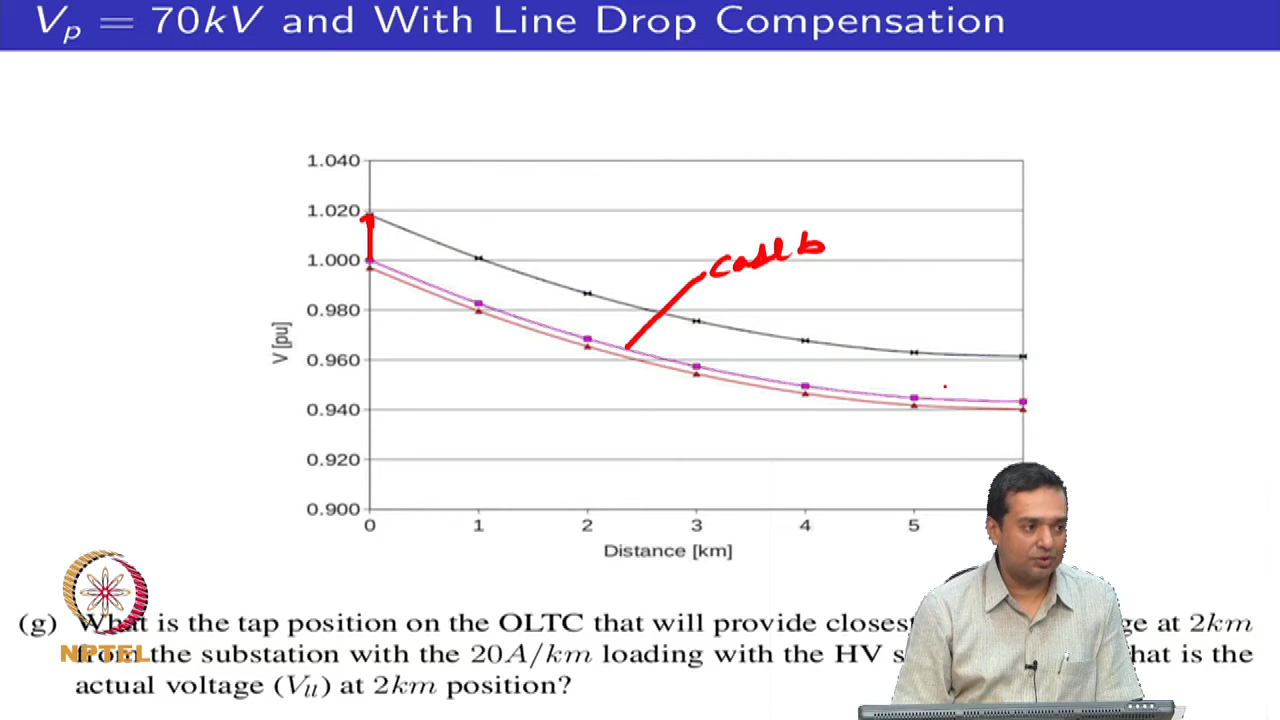 V_p = 70kV and With Line Drop Compensation
1.040
1.020
1.000
0.980
0.960
0.940
0.920
0.900
V [pu]
case b
0
1
2
3
4
5
Distance [km]
(g) What is the tap position on the OLTC that will provide closes ge at 2km
from the substation with the 20A/km loading with the HV s hat is the
actual voltage (V_ll) at 2km position?
NPTEL